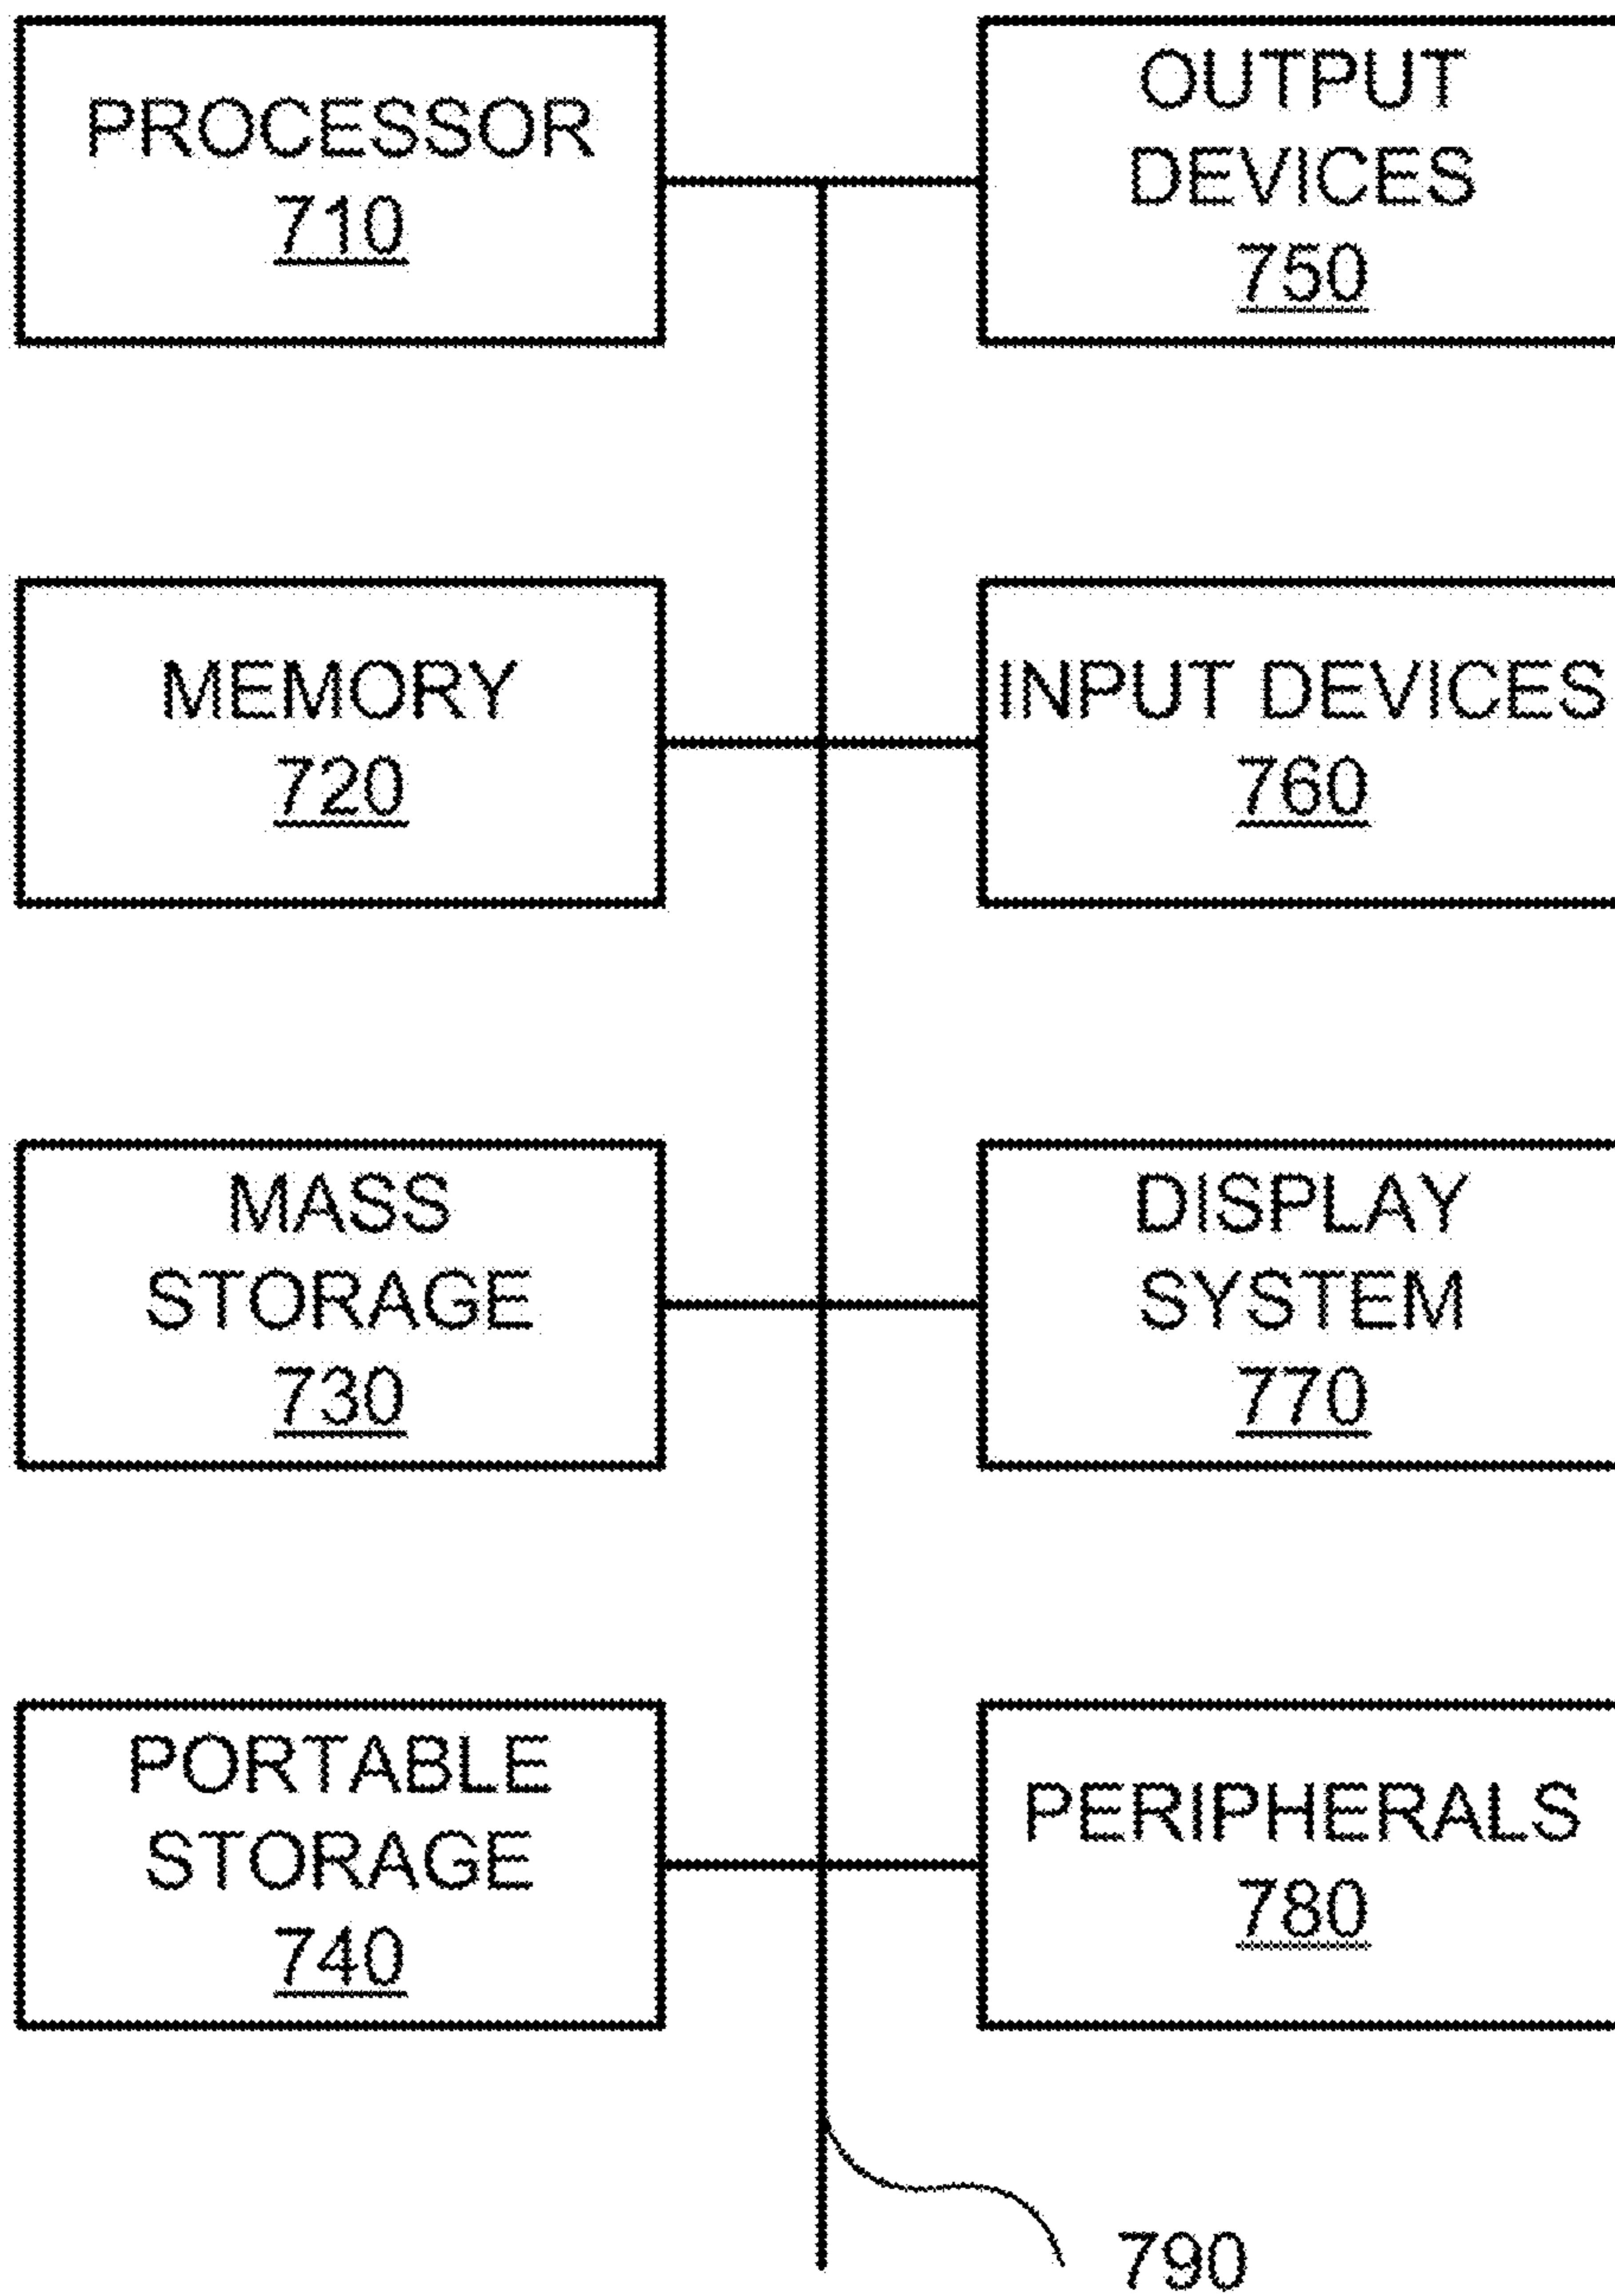 PROCESSOR
710
OUTPUT
DEVICES
750
MEMORY
720
INPUT DEVICES
760
MASS
STORAGE
730
DISPLAY
SYSTEM
770
PORTABLE
STORAGE
740
PERIPHERALS
780
790